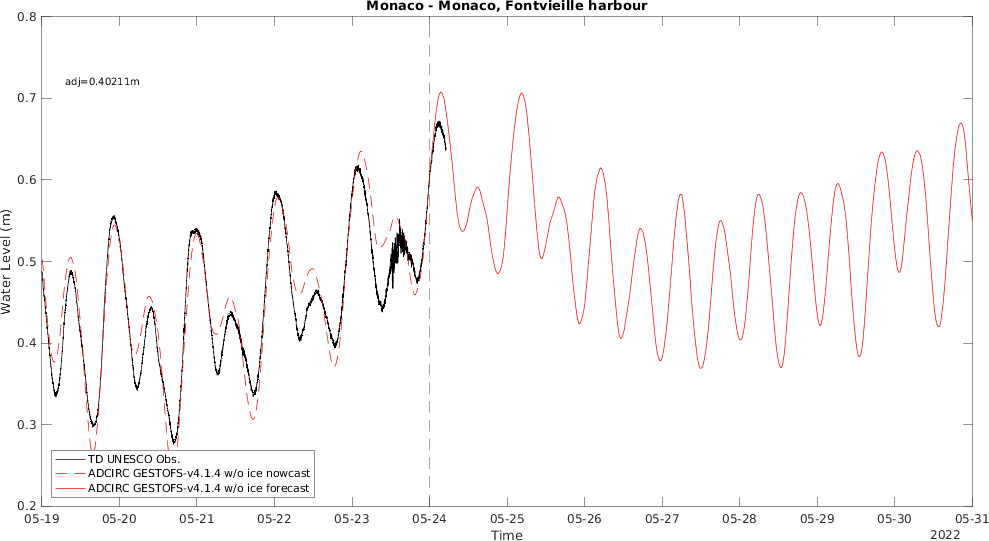 Monaco - Monaco, Fontvieille harbour
0.8
adj=0.40211m
0.7
0.6
0.5
0.4
0.3
0.2
Water Level (m)
TD UNESCO Obs.
ADCIRC GESTOFS-v4.1.4 w/o ice nowcast
ADCIRC GESTOFS-v4.1.4 w/o ice forecast
05-19 05-20 05-21 05-22 05-23 05-24 05-25 05-26 05-27 05-28 05-29 05-30 05-31
Time
2022